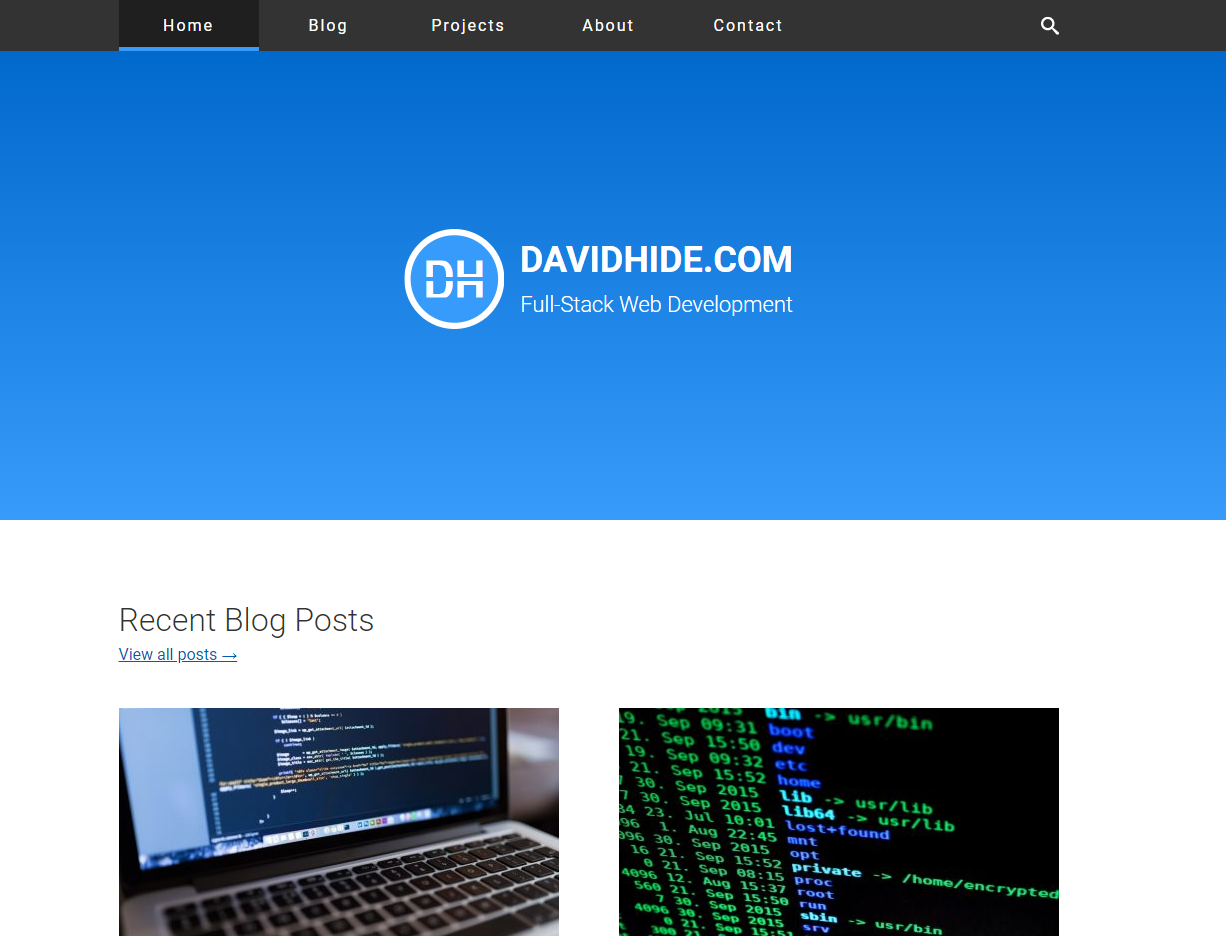 Home Blog Projects About Contact
DH
DAVIDHIDE.COM
Full-Stack Web Development
Recent Blog Posts
View all posts →
bin -> usr/bin
19. Sep 09:31 boot
21. Sep 15:50 dev
19. Sep 09:32 etc
21. Sep 15:52 home
7 30. Sep 2015 lib -> usr/lib
7 30. Sep 2015 lib64 -> usr/lib
84 23. Jul 10:01 lost+found
96 1. Aug 22:45 mnt
096 30. Sep 2015 opt
16 21. Sep 15:52 private -> /home/encrypted
0 21. Sep 08:15 proc
4096 12. Aug 15:37 root
560 21. Sep 15:50 run
7 30. Sep 2015 sbin -> usr/bin
4096 30. Sep 2015 srv
0 21. Sep 15:51
300 21.